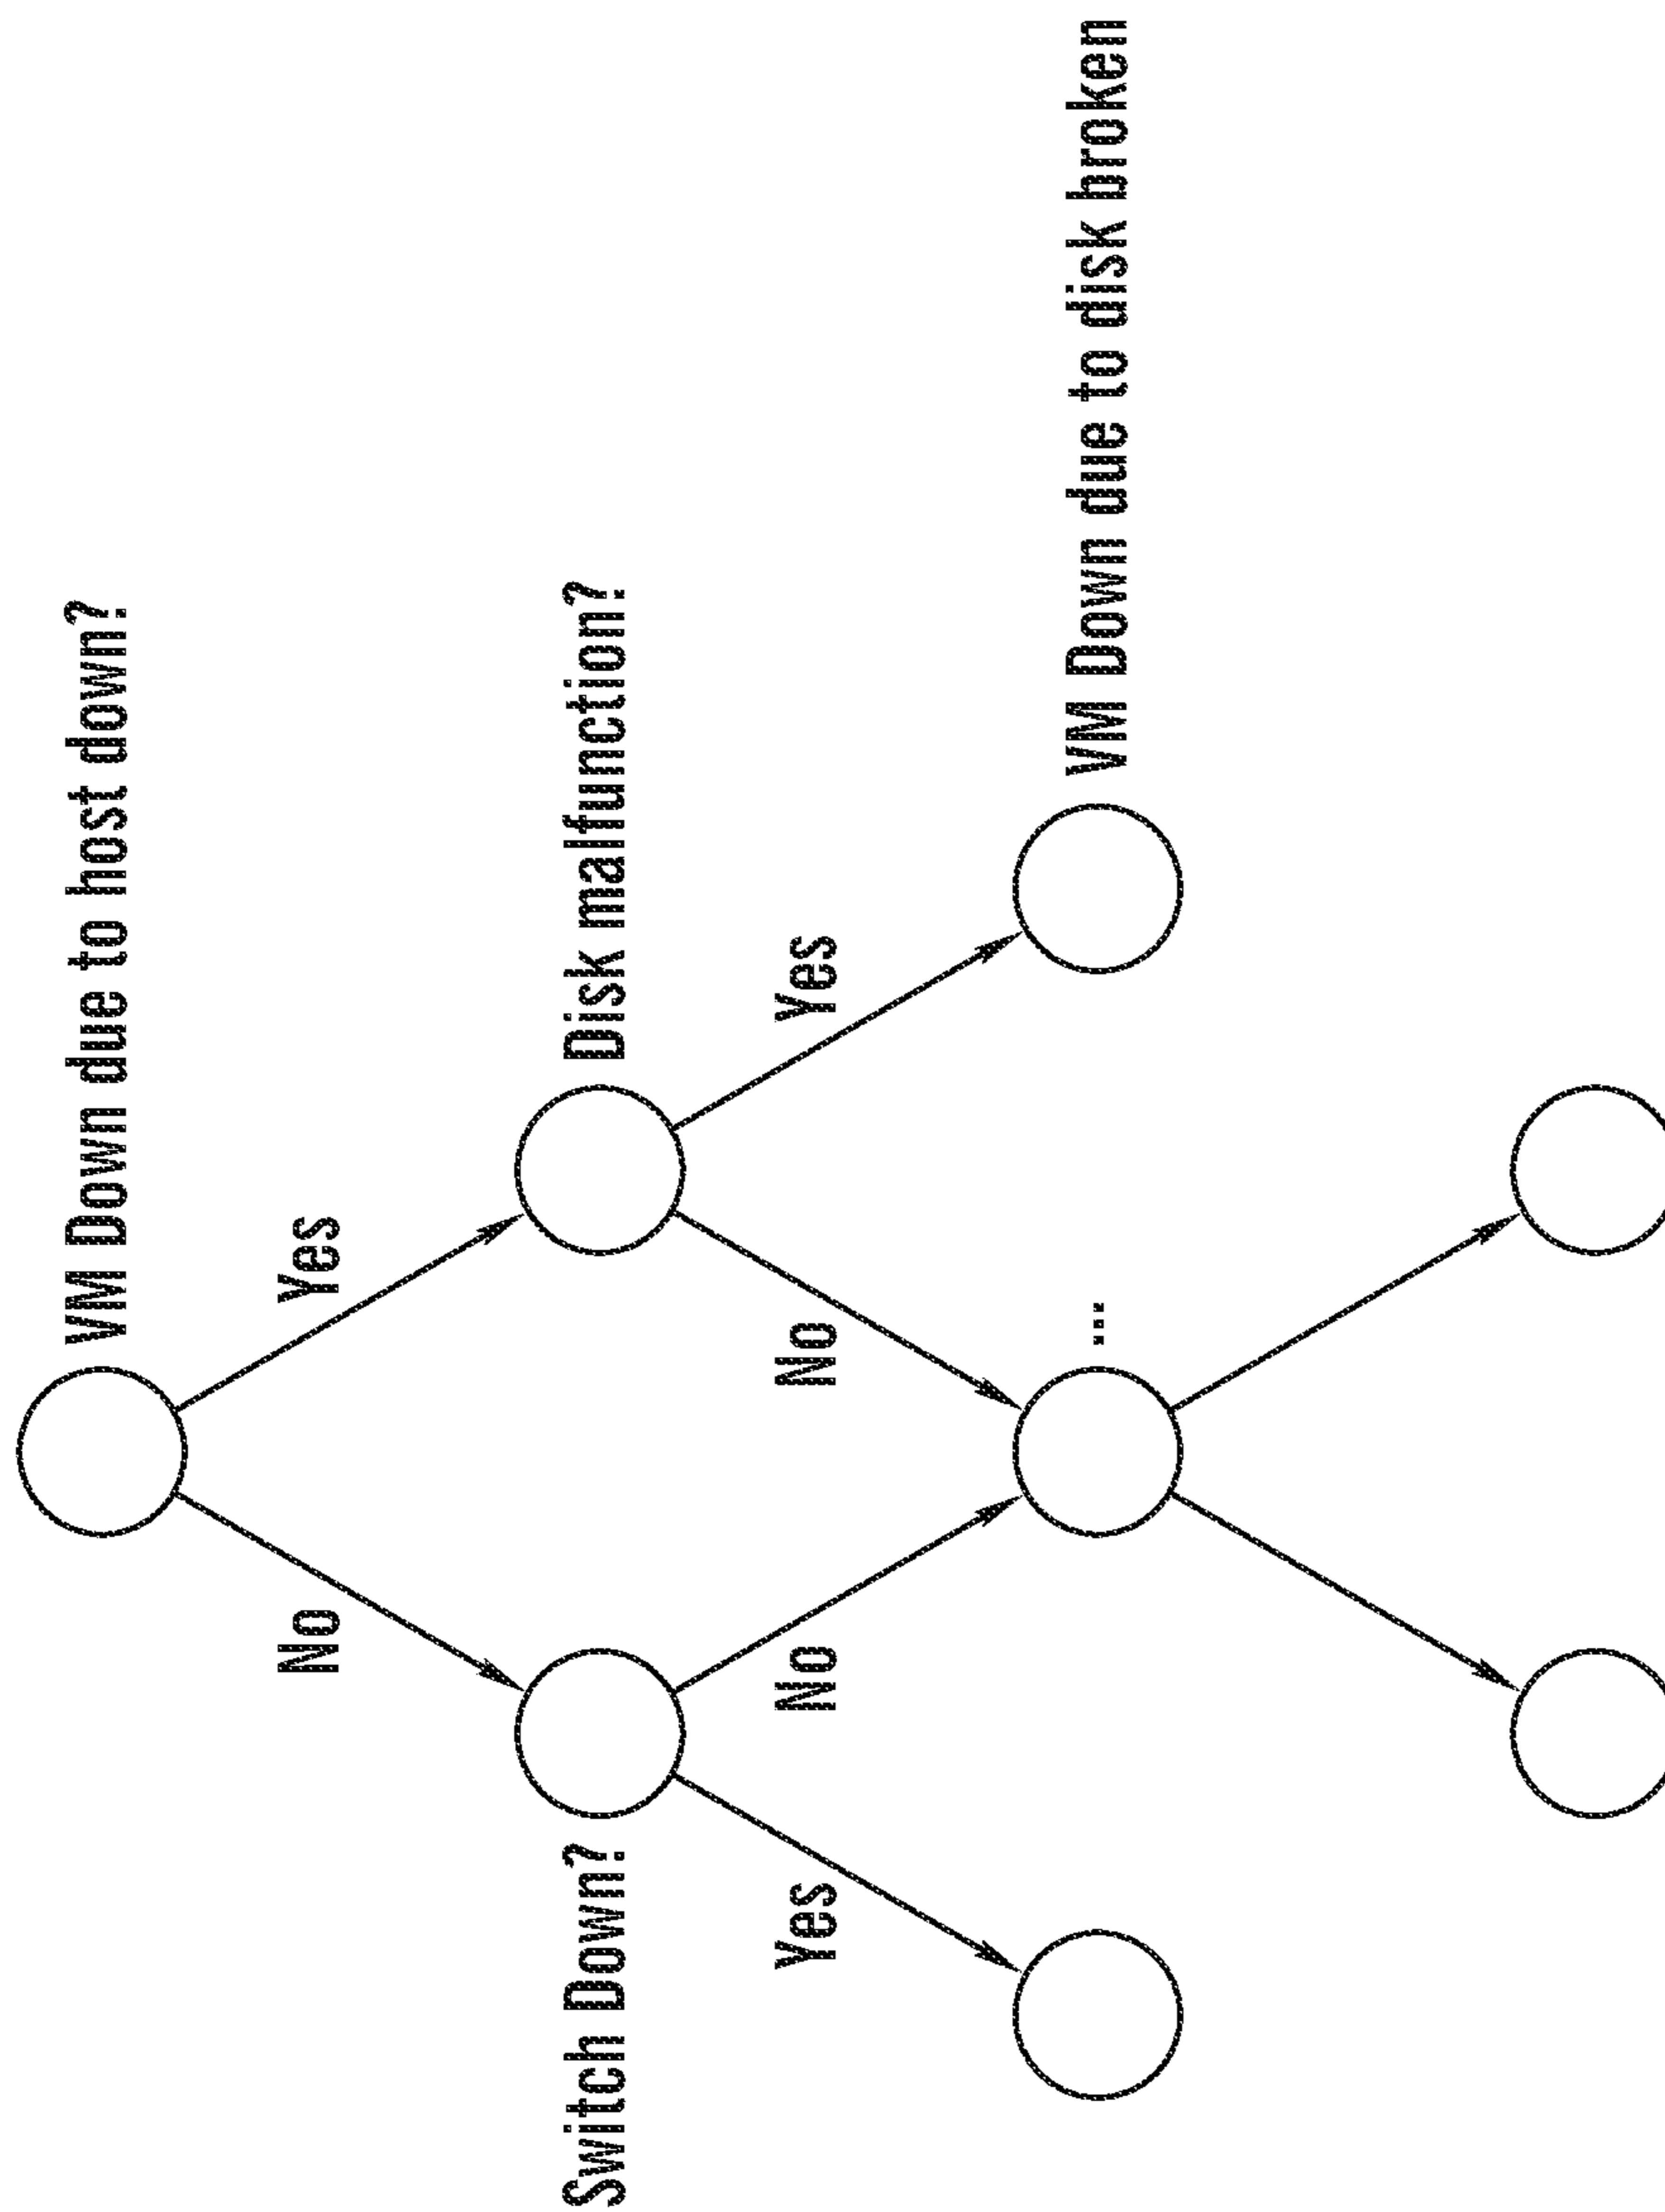 VM Down due to host down?
No
Yes
Switch Down?
Disk malfunction?
Yes
No
No
Yes
...
VM Down due to disk broken